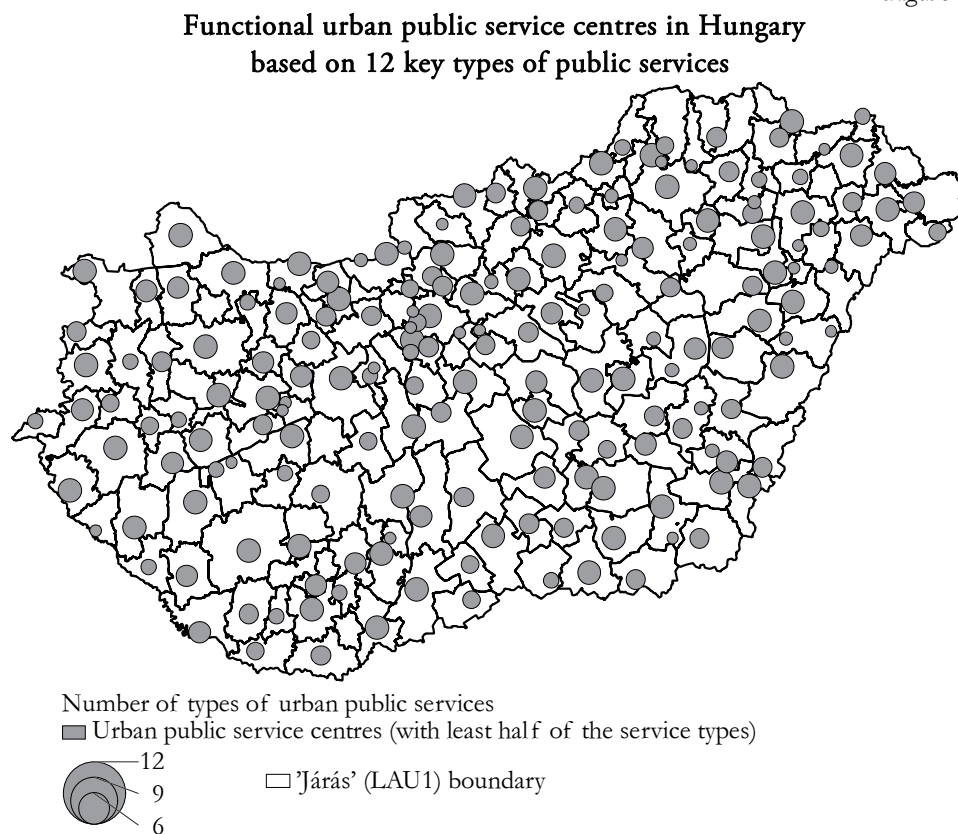 Functional urban public service centres in Hungary
based on 12 key types of public services
Number of types of urban public services
Urban public service centres (with least half of the service types)
12
9
6
'Járás' (LAU1) boundary